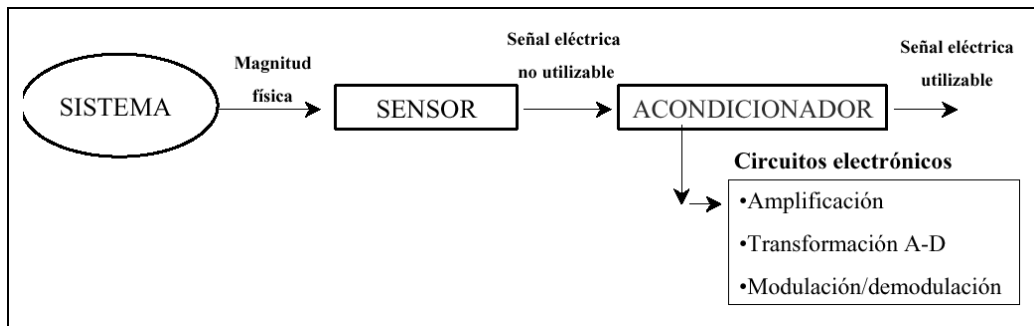 SISTEMA
Magnitud
física
SENSOR
Señal eléctrica
no utilizable
ACONDICIONADOR
Señal eléctrica
utilizable
Circuitos electrónicos
•Amplificación
•Transformación A-D
•Modulación/demodulación